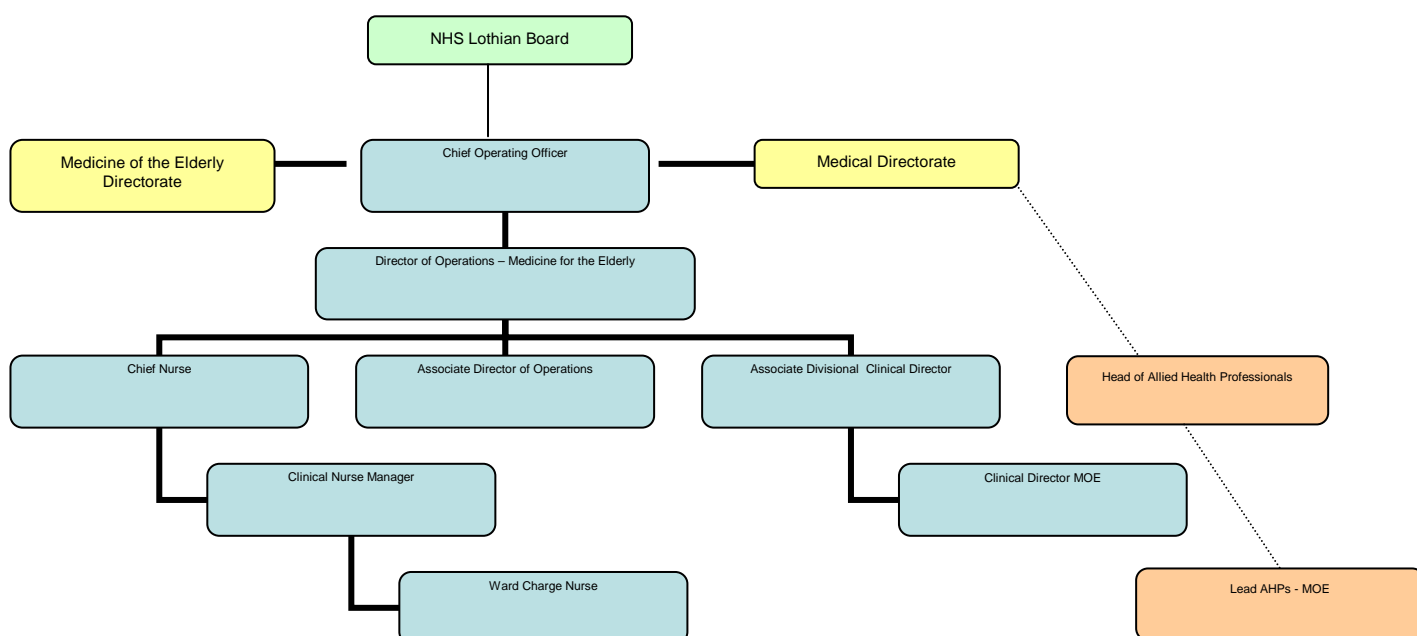 NHS Lothian Board
Medicine of the Elderly
Directorate
Chief Operating Officer
Medical Directorate
Director of Operations – Medicine for the Elderly
Chief Nurse
Associate Director of Operations
Associate Divisional Clinical Director
Head of Allied Health Professionals
Clinical Nurse Manager
Clinical Director MOE
Ward Charge Nurse
Lead AHPs - MOE